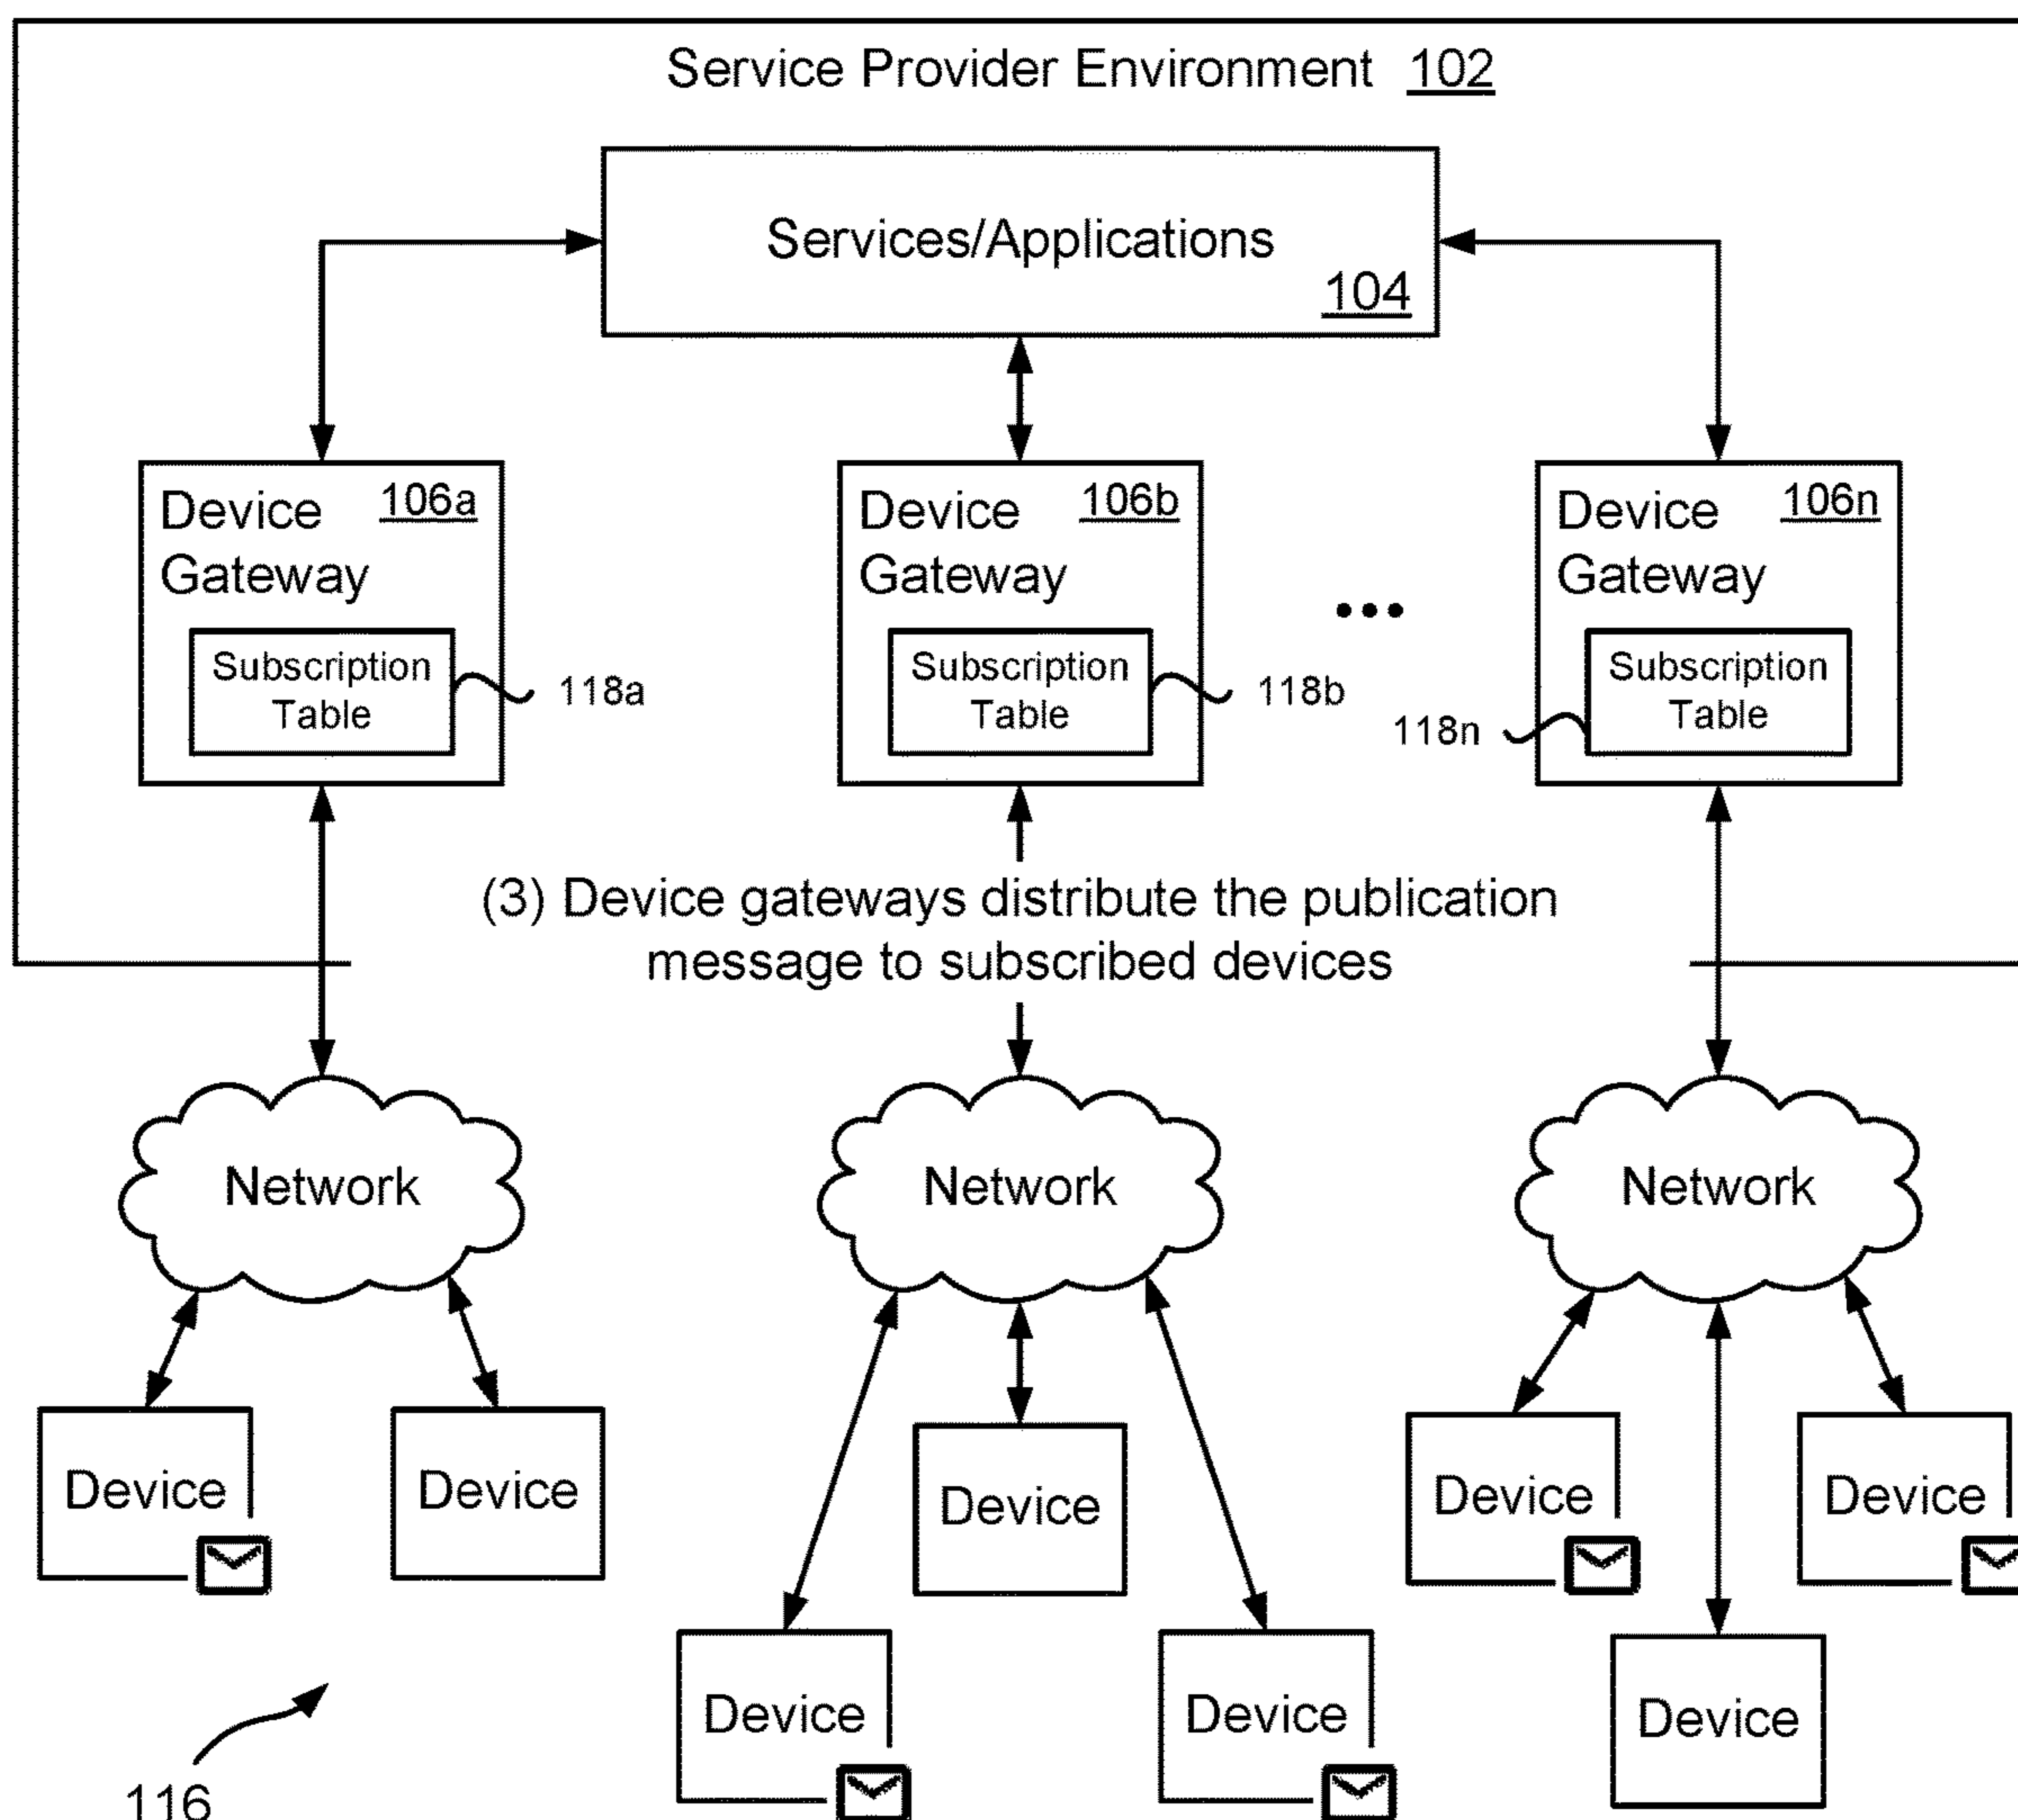 Service Provider Environment 102
Services/Applications
104
Device 106a
Gateway
Subscription
Table
118a
Device 106b
Gateway
Subscription
Table
118b
Device 106n
Gateway
Subscription
Table
118n
(3) Device gateways distribute the publication
message to subscribed devices
Network
Network
Network
Device
Device
Device
Device
Device
Device
Device
Device
116